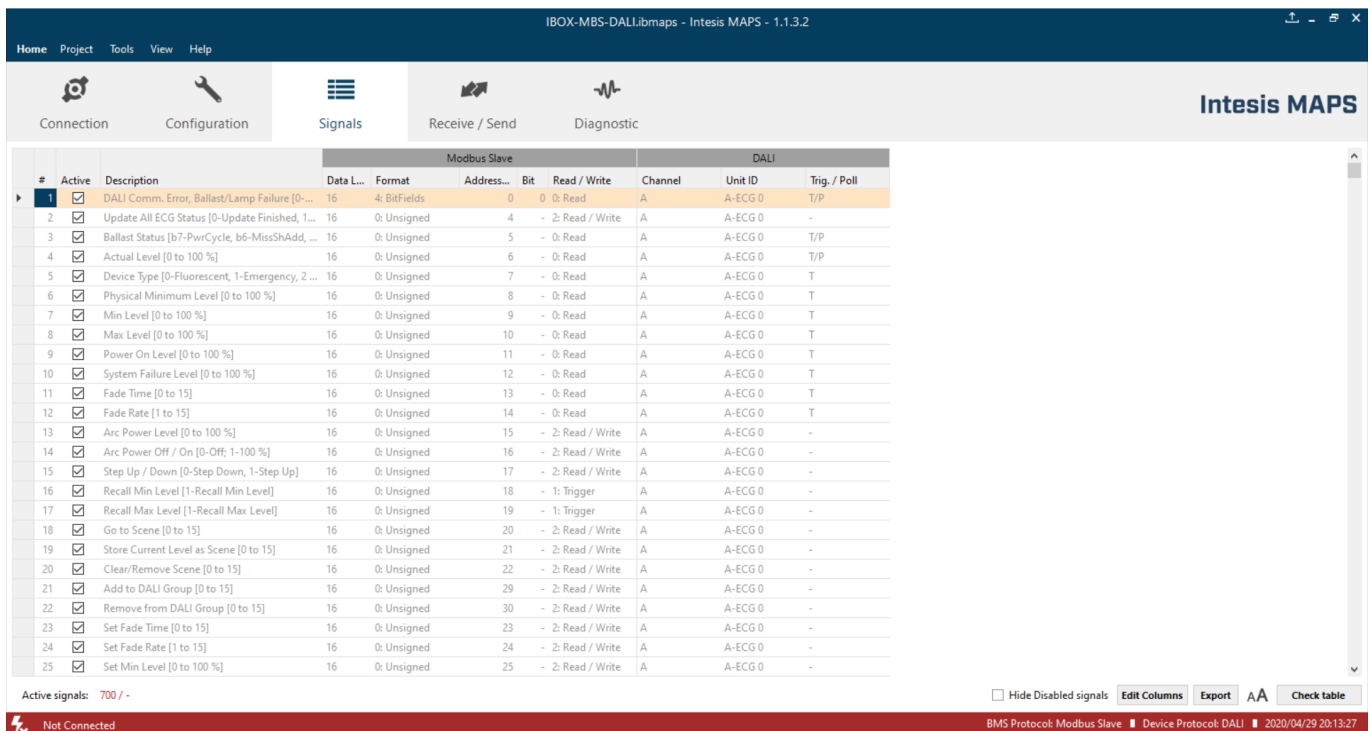 IBOX-MBS-DALI.ibmaps - Intesis MAPS - 1.1.3.2
Home Project Tools View Help
Connection Configuration Signals Receive / Send Diagnostic
Intesis MAPS
Modbus Slave DALI
# Active Description Data L... Format Address... Bit Read / Write Channel Unit ID Trig. / Poll
1 DALI Comm. Error, Ballast/Lamp Failure [0-... 16 4: BitFields 0 0 0: Read A A-ECG 0 T/P
2 Update All ECG Status [0-Update Finished, 1... 16 0: Unsigned 4 - 2: Read / Write A A-ECG 0 -
3 Ballast Status [b7-PwrCycle, b6-MissShAdd, ... 16 0: Unsigned 5 - 0: Read A A-ECG 0 T/P
4 Actual Level [0 to 100 %] 16 0: Unsigned 6 - 0: Read A A-ECG 0 T/P
5 Device Type [0-Fluorescent, 1-Emergency, 2 ... 16 0: Unsigned 7 - 0: Read A A-ECG 0 T
6 Physical Minimum Level [0 to 100 %] 16 0: Unsigned 8 - 0: Read A A-ECG 0 T
7 Min Level [0 to 100 %] 16 0: Unsigned 9 - 0: Read A A-ECG 0 T
8 Max Level [0 to 100 %] 16 0: Unsigned 10 - 0: Read A A-ECG 0 T
9 Power On Level [0 to 100 %] 16 0: Unsigned 11 - 0: Read A A-ECG 0 T
10 System Failure Level [0 to 100 %] 16 0: Unsigned 12 - 0: Read A A-ECG 0 T
11 Fade Time [0 to 15] 16 0: Unsigned 13 - 0: Read A A-ECG 0 T
12 Fade Rate [1 to 15] 16 0: Unsigned 14 - 0: Read A A-ECG 0 T
13 Arc Power Level [0 to 100 %] 16 0: Unsigned 15 - 2: Read / Write A A-ECG 0 -
14 Arc Power Off / On [0-Off; 1-100 %] 16 0: Unsigned 16 - 2: Read / Write A A-ECG 0 -
15 Step Up / Down [0-Step Down, 1-Step Up] 16 0: Unsigned 17 - 2: Read / Write A A-ECG 0 -
16 Recall Min Level [1-Recall Min Level] 16 0: Unsigned 18 - 1: Trigger A A-ECG 0 -
17 Recall Max Level [1-Recall Max Level] 16 0: Unsigned 19 - 1: Trigger A A-ECG 0 -
18 Go to Scene [0 to 15] 16 0: Unsigned 20 - 2: Read / Write A A-ECG 0 -
19 Store Current Level as Scene [0 to 15] 16 0: Unsigned 21 - 2: Read / Write A A-ECG 0 -
20 Clear/Remove Scene [0 to 15] 16 0: Unsigned 22 - 2: Read / Write A A-ECG 0 -
21 Add to DALI Group [0 to 15] 16 0: Unsigned 29 - 2: Read / Write A A-ECG 0 -
22 Remove from DALI Group [0 to 15] 16 0: Unsigned 30 - 2: Read / Write A A-ECG 0 -
23 Set Fade Time [0 to 15] 16 0: Unsigned 23 - 2: Read / Write A A-ECG 0 -
24 Set Fade Rate [1 to 15] 16 0: Unsigned 24 - 2: Read / Write A A-ECG 0 -
25 Set Min Level [0 to 100 %] 16 0: Unsigned 25 - 2: Read / Write A A-ECG 0 -
Active signals: 700 / - Hide Disabled signals Edit Columns Export AA Check table
Not Connected BMS Protocol: Modbus Slave Device Protocol: DALI 2020/04/29 20:13:27